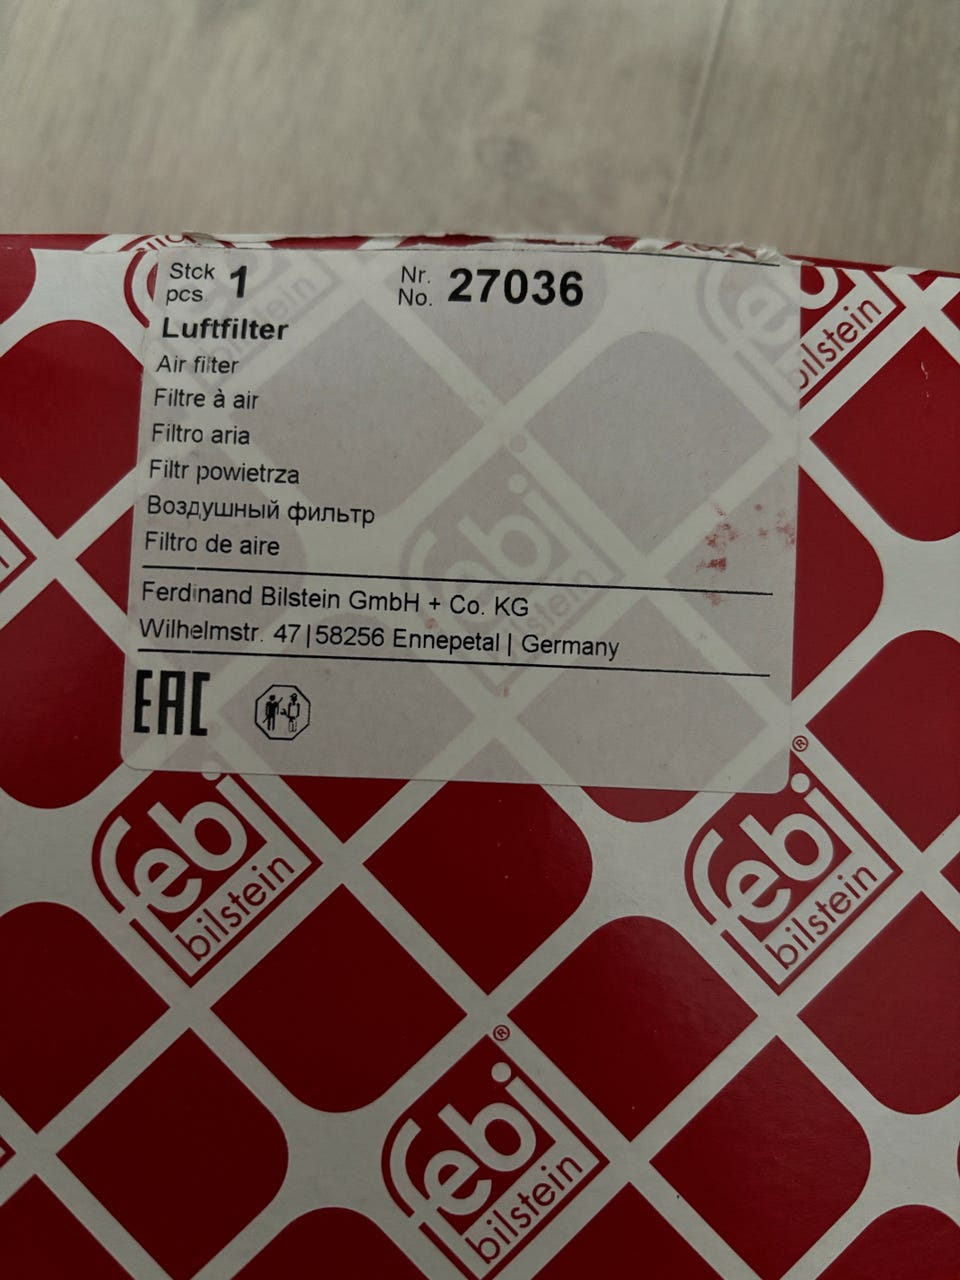 Stck
pcs 1
Nr.
No. 27036
Luftfilter
Air filter
Filtre à air
Filtro aria
Filtr powietrza
Воздушный фильтр
Filtro de aire
Ferdinand Bilstein GmbH + Co. KG
Wilhelmstr. 47|58256 Ennepetal | Germany
EAC
bilstein
febi
bilstein
febi®
bilstein
febi®
bilstein